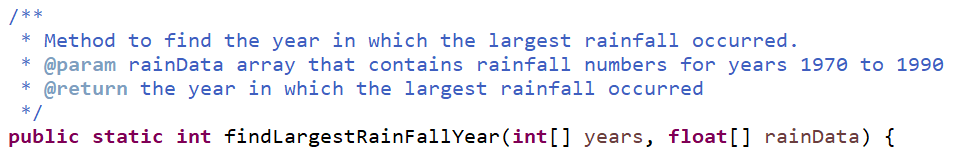 /**
 * Method to find the year in which the largest rainfall occurred.
 * @param rainData array that contains rainfall numbers for years 1970 to 1990
 * @return the year in which the largest rainfall occurred
 */
public static int findLargestRainFallYear(int[] years, float[] rainData) {